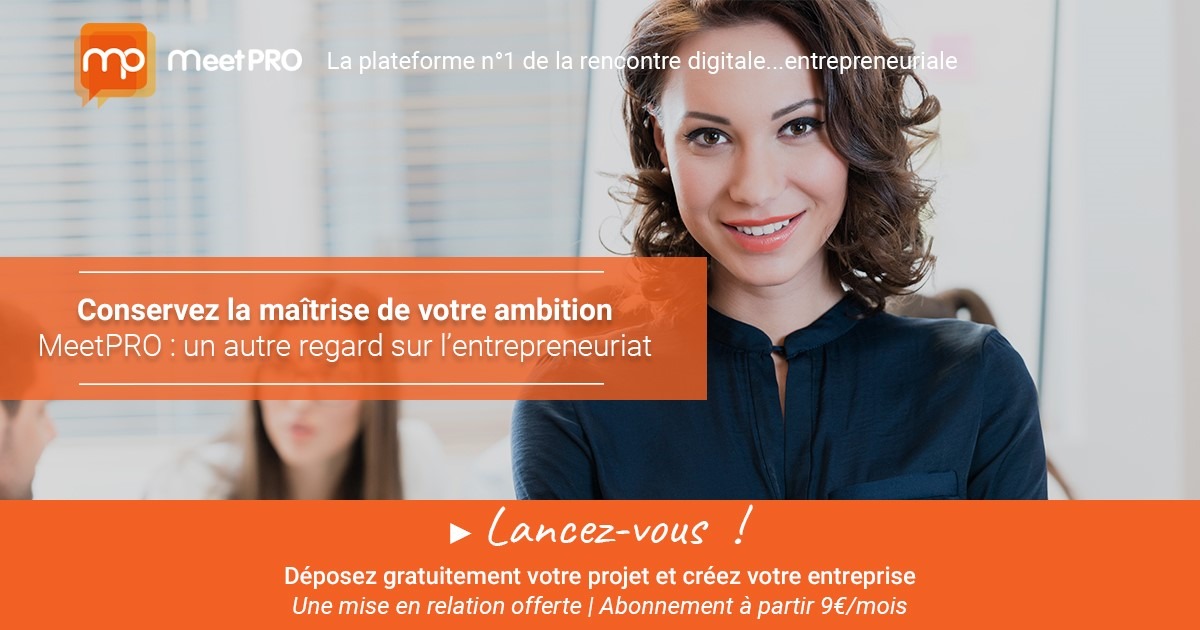 mp MeetPRO La plateforme n°1 de la rencontre digitale...entrepreneuriale
Conservez la maîtrise de votre ambition
MeetPRO : un autre regard sur l’entrepreneuriat
► Lancez-vous !
Déposez gratuitement votre projet et créez votre entreprise
Une mise en relation offerte | Abonnement à partir 9€/mois